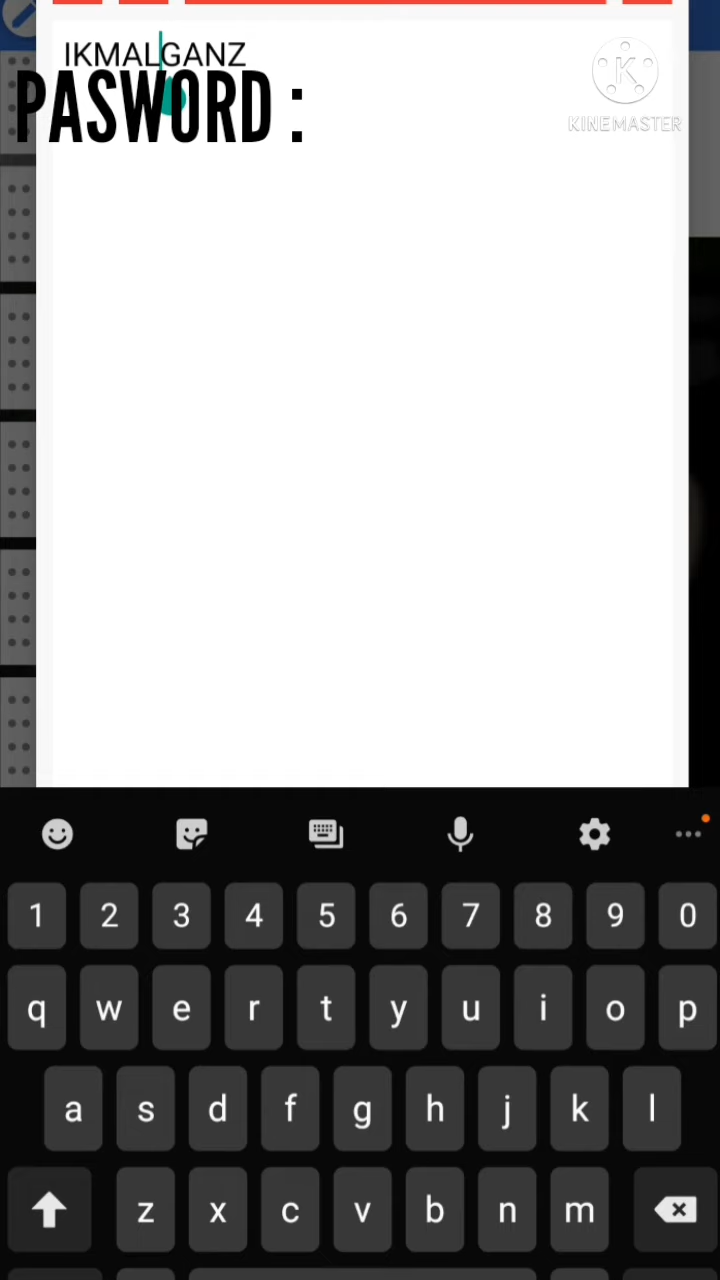 IKMALGANZ
PASWORD :
KINEMASTER
1 2 3 4 5 6 7 8 9 0
q w e r t y u i o p
a s d f g h j k l
z x c v b n m